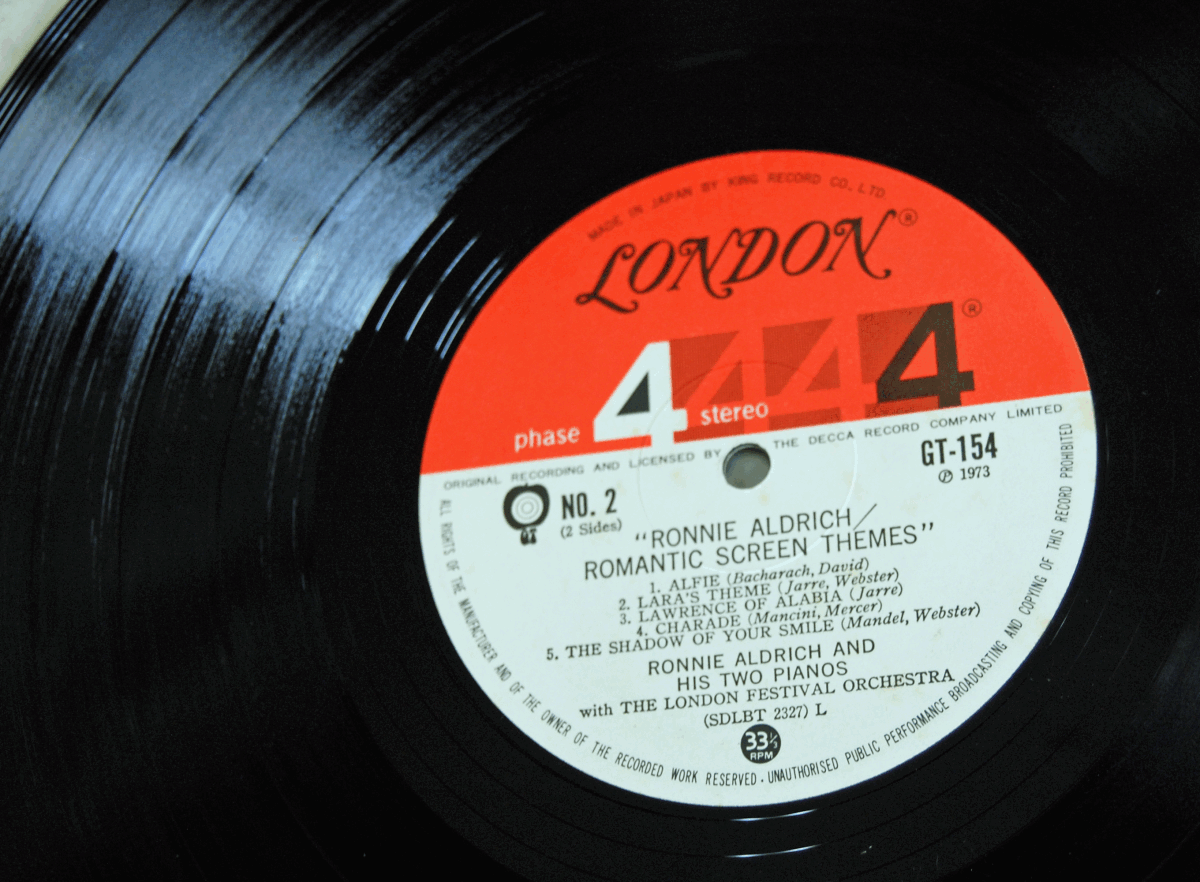 MADE IN JAPAN BY KING RECORD CO., LTD
LONDON®
4 4 4 4®
phase 4 stereo
ORIGINAL RECORDING AND LICENSED BY THE DECCA RECORD COMPANY LIMITED
GT
NO. 2
(2 Sides)
GT-154
℗ 1973
"RONNIE ALDRICH
ROMANTIC SCREEN THEMES"
1. ALFIE (Bacharach, David)
2. LARA'S THEME (Jarre, Webster)
3. LAWRENCE OF ALABIA (Jarre)
4. CHARADE (Mancini, Mercer)
5. THE SHADOW OF YOUR SMILE (Mandel, Webster)
RONNIE ALDRICH AND
HIS TWO PIANOS
with THE LONDON FESTIVAL ORCHESTRA
(SDLBT 2327) L
33⅓
RPM
ALL RIGHTS OF THE MANUFACTURER AND OF THE OWNER OF THE RECORDED WORK RESERVED. UNAUTHORISED PUBLIC PERFORMANCE BROADCASTING AND COPYING OF THIS RECORD PROHIBITED